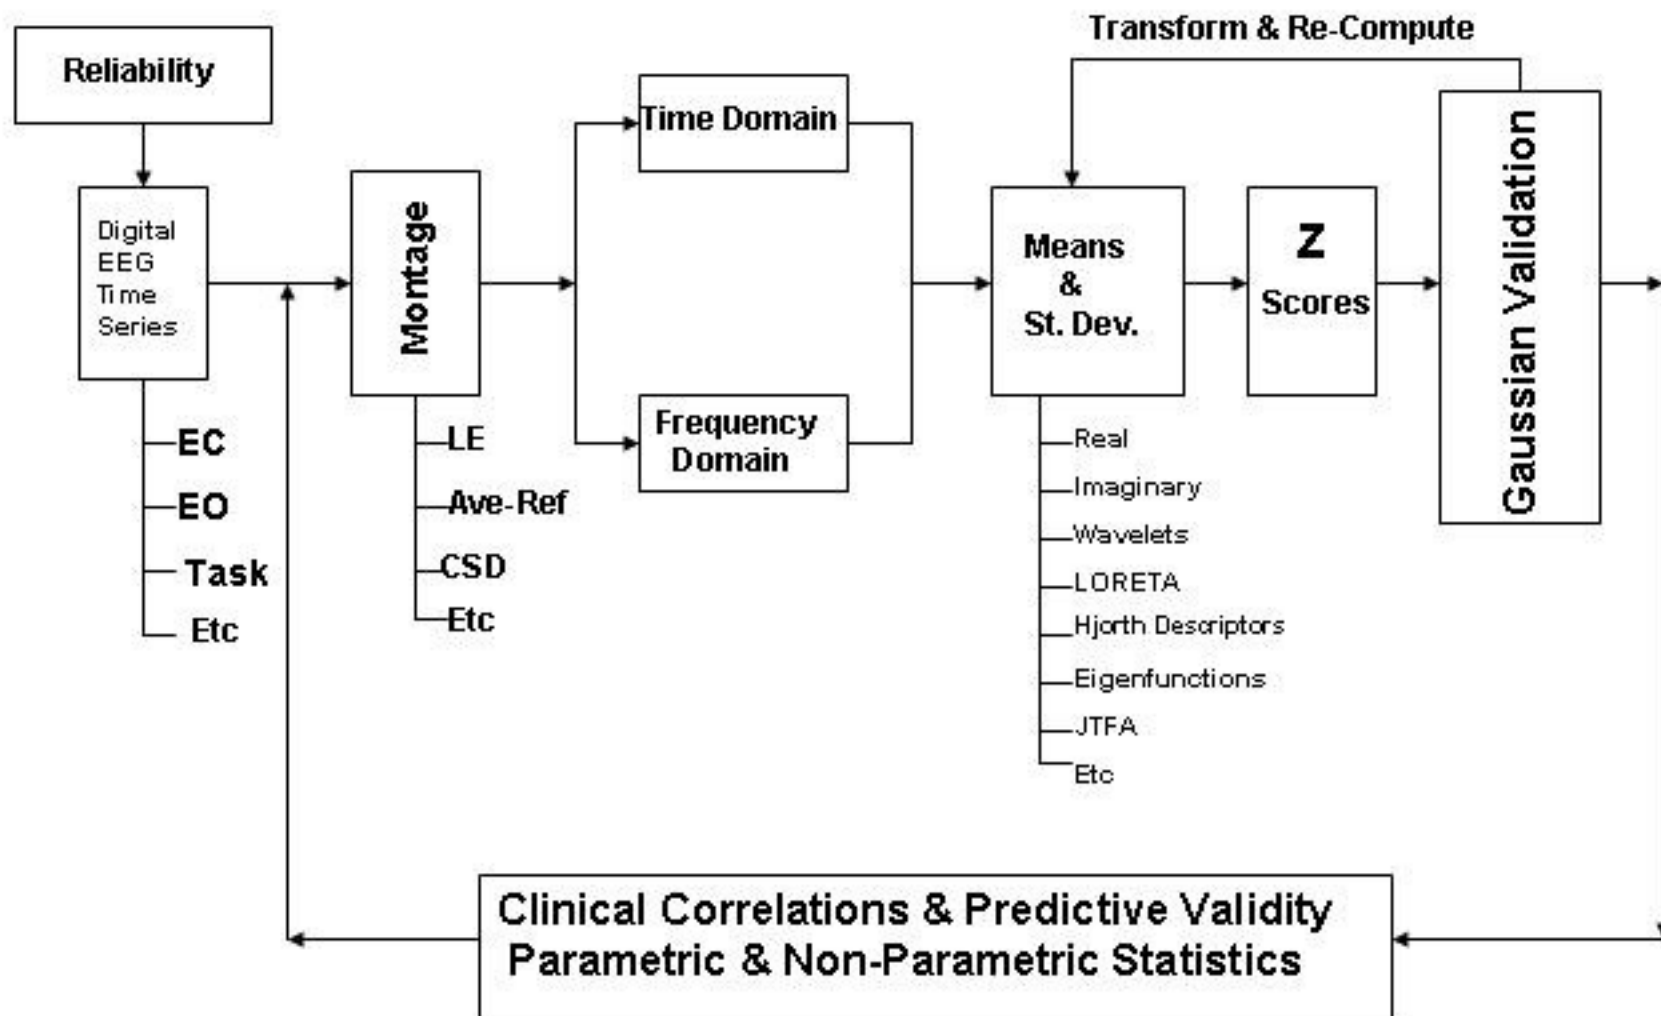 Transform & Re-Compute
Reliability
Time Domain
Digital
EEG
Time
Series
Montage
Means
&
St. Dev.
Z
Scores
Gaussian Validation
Frequency
Domain
EC
EO
Task
Etc
LE
Ave-Ref
CSD
Etc
Real
Imaginary
Wavelets
LORETA
Hjorth Descriptors
Eigenfunctions
JTFA
Etc
Clinical Correlations & Predictive Validity
Parametric & Non-Parametric Statistics